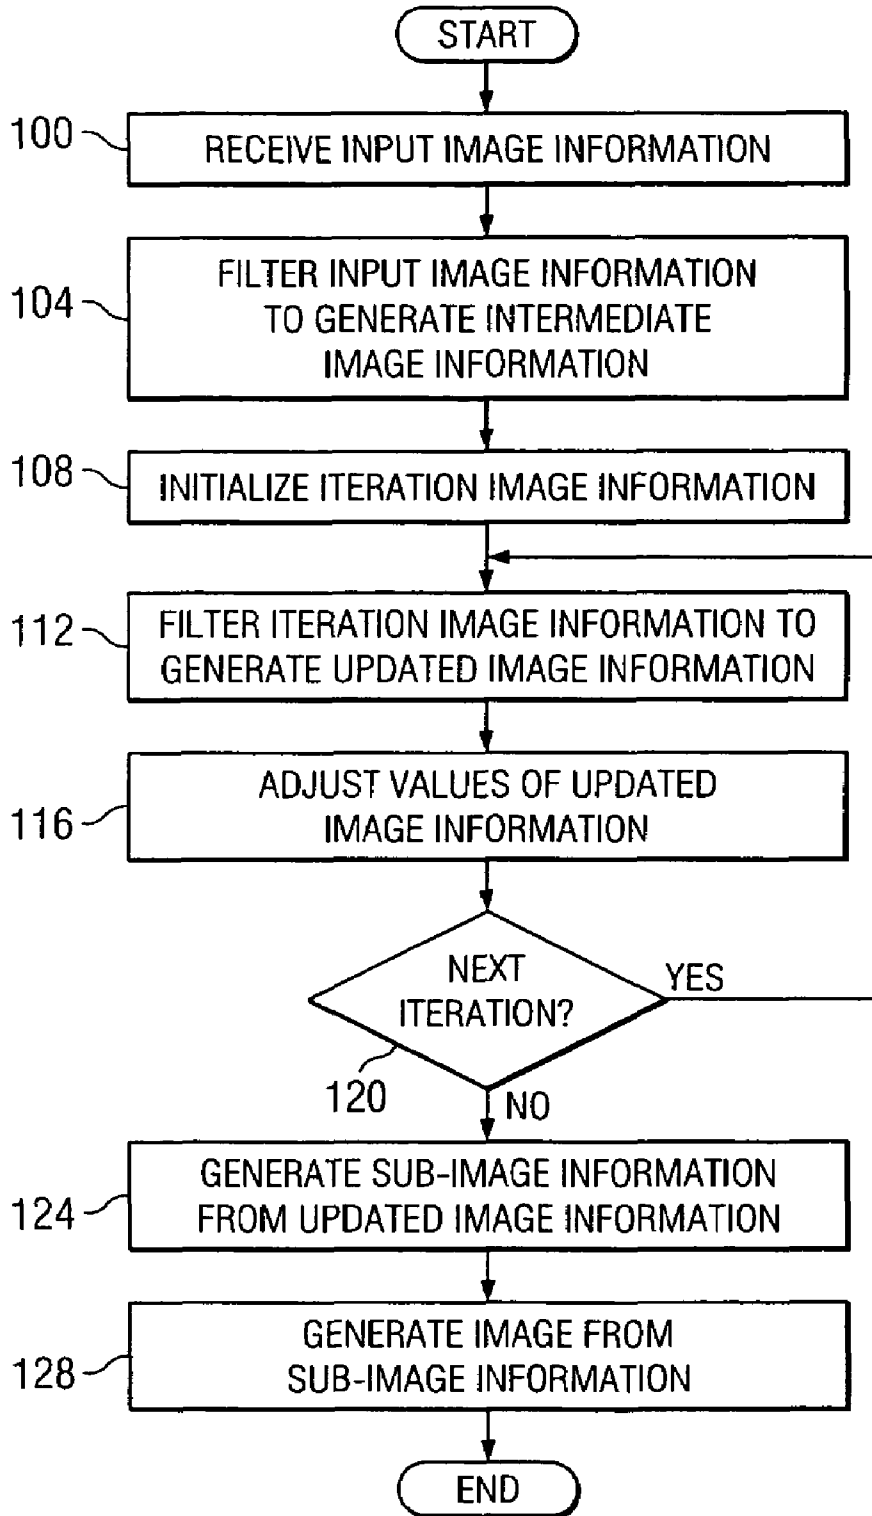 START
100
RECEIVE INPUT IMAGE INFORMATION
104
FILTER INPUT IMAGE INFORMATION
TO GENERATE INTERMEDIATE
IMAGE INFORMATION
108
INITIALIZE ITERATION IMAGE INFORMATION
112
FILTER ITERATION IMAGE INFORMATION TO
GENERATE UPDATED IMAGE INFORMATION
116
ADJUST VALUES OF UPDATED
IMAGE INFORMATION
NEXT
ITERATION?
YES
120
NO
124
GENERATE SUB-IMAGE INFORMATION
FROM UPDATED IMAGE INFORMATION
128
GENERATE IMAGE FROM
SUB-IMAGE INFORMATION
END